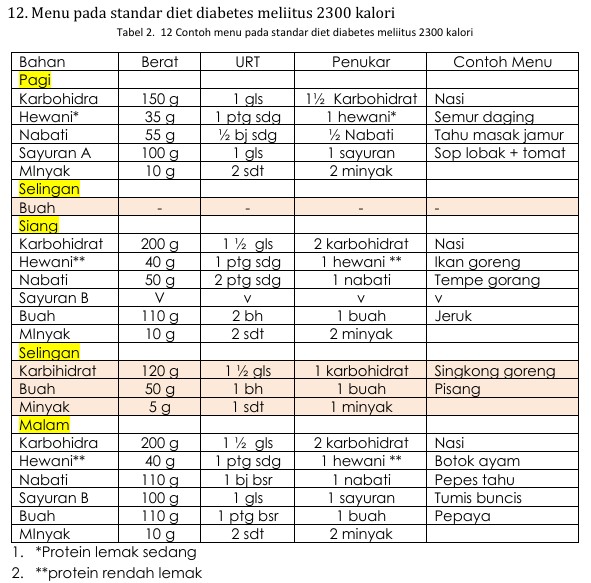 12. Menu pada standar diet diabetes meliitus 2300 kalori
Tabel 2.  12 Contoh menu pada standar diet diabetes meliitus 2300 kalori
Bahan Berat URT Penukar Contoh Menu
Pagi
Karbohidra 150 g 1 gls 1½ Karbohidrat Nasi
Hewani* 35 g 1 ptg sdg 1 hewani* Semur daging
Nabati 55 g ½ bj sdg ½ Nabati Tahu masak jamur
Sayuran A 100 g 1 gls 1 sayuran Sop lobak + tomat
MInyak 10 g 2 sdt 2 minyak
Selingan
Buah - - - -
Siang
Karbohidrat 200 g 1 ½ gls 2 karbohidrat Nasi
Hewani** 40 g 1 ptg sdg 1 hewani ** Ikan goreng
Nabati 50 g 2 ptg sdg 1 nabati Tempe gorang
Sayuran B V v v v
Buah 110 g 2 bh 1 buah Jeruk
MInyak 10 g 2 sdt 2 minyak
Selingan
Karbihidrat 120 g 1 ½ gls 1 karbohidrat Singkong goreng
Buah 50 g 1 bh 1 buah Pisang
Minyak 5 g 1 sdt 1 minyak
Malam
Karbohidra 200 g 1 ½ gls 2 karbohidrat Nasi
Hewani** 40 g 1 ptg sdg 1 hewani ** Botok ayam
Nabati 110 g 1 bj bsr 1 nabati Pepes tahu
Sayuran B 100 g 1 gls 1 sayuran Tumis buncis
Buah 110 g 1 ptg bsr 1 buah Pepaya
MInyak 10 g 2 sdt 2 minyak
1. *Protein lemak sedang
2. **protein rendah lemak